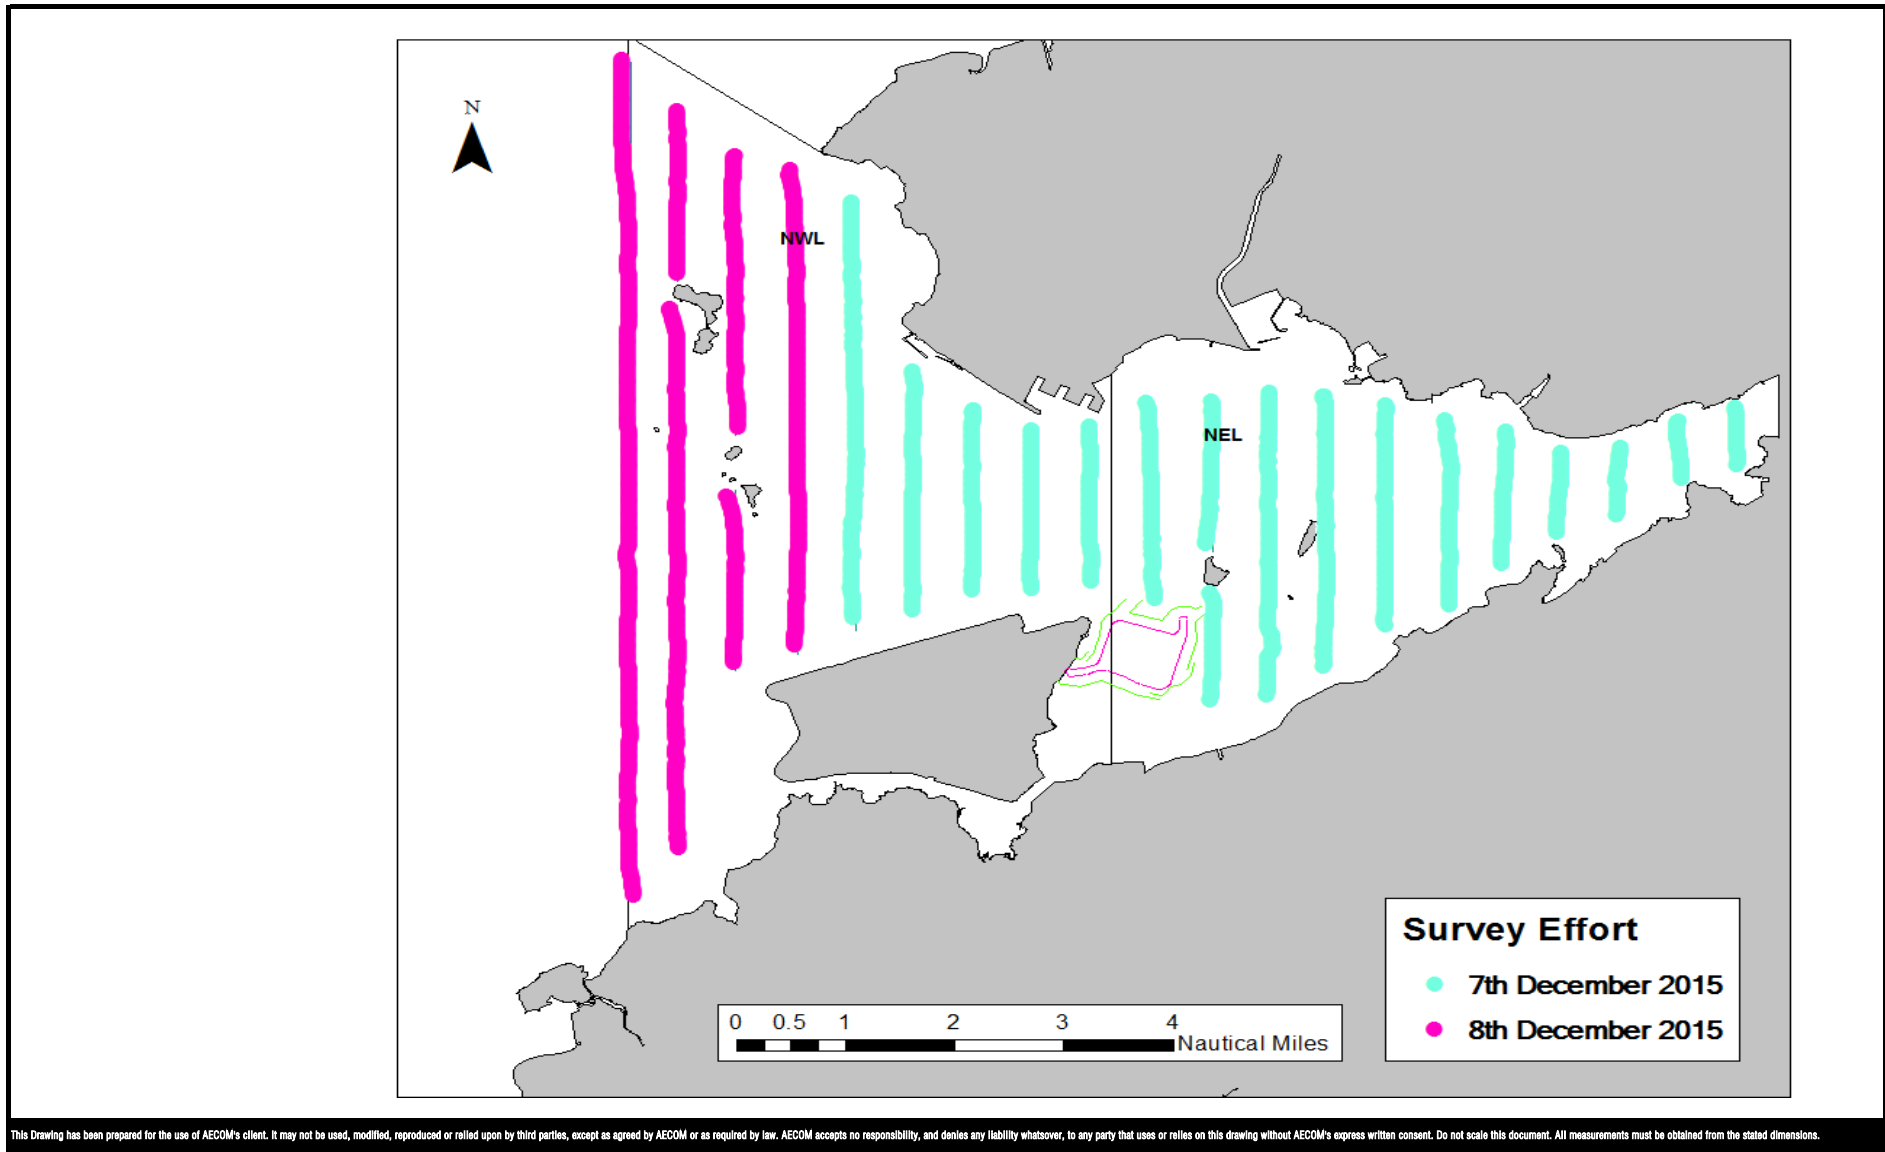 N
NWL
NEL
Survey Effort
7th December 2015
8th December 2015
0 0.5 1 2 3 4
Nautical Miles
This Drawing has been prepared for the use of AECOM's client. It may not be used, modified, reproduced or relied upon by third parties, except as agreed by AECOM or as required by law. AECOM accepts no responsibility, and denies any liability whatsover, to any party that uses or relies on this drawing without AECOM's express written consent. Do not scale this document. All measurements must be obtained from the stated dimensions.